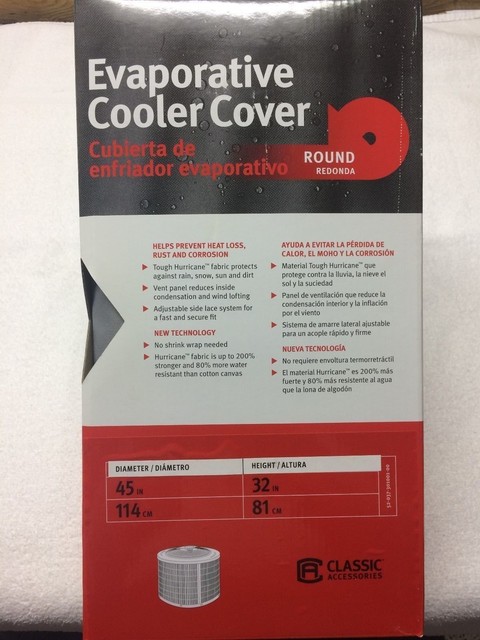 Evaporative
Cooler Cover
Cubierta de
enfriador evaporativo
ROUND
REDONDA
HELPS PREVENT HEAT LOSS,
RUST AND CORROSION
Tough Hurricane™ fabric protects
against rain, snow, sun and dirt
Vent panel reduces inside
condensation and wind lofting
Adjustable side lace system for
a fast and secure fit
NEW TECHNOLOGY
No shrink wrap needed
Hurricane™ fabric is up to 200%
stronger and 80% more water
resistant than cotton canvas
AYUDA A EVITAR LA PÉRDIDA DE
CALOR, EL MOHO Y LA CORROSIÓN
Material Tough Hurricane™ que
protege contra la lluvia, la nieve el
sol y la suciedad
Panel de ventilación que reduce la
condensación interior y la inflación
por el viento
Sistema de amarre lateral ajustable
para un acople rápido y firme
NUEVA TECNOLOGÍA
No requiere envoltura termorretráctil
El material Hurricane™ es 200% más
fuerte y 80% más resistente al agua
que la lona de algodón
DIAMETER / DIÁMETRO HEIGHT / ALTURA
45 IN 32 IN
114 CM 81 CM
CLASSIC
ACCESSORIES